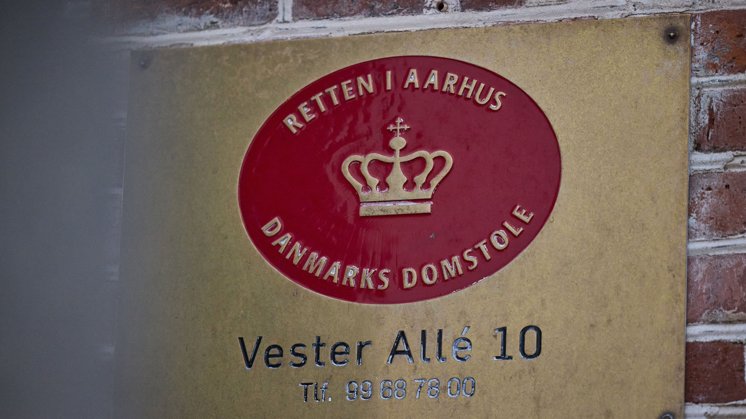 RETTEN I AARHUS
DANMARKS DOMSTOLE
Vester Allé 10
Tlf. 99 68 78 00